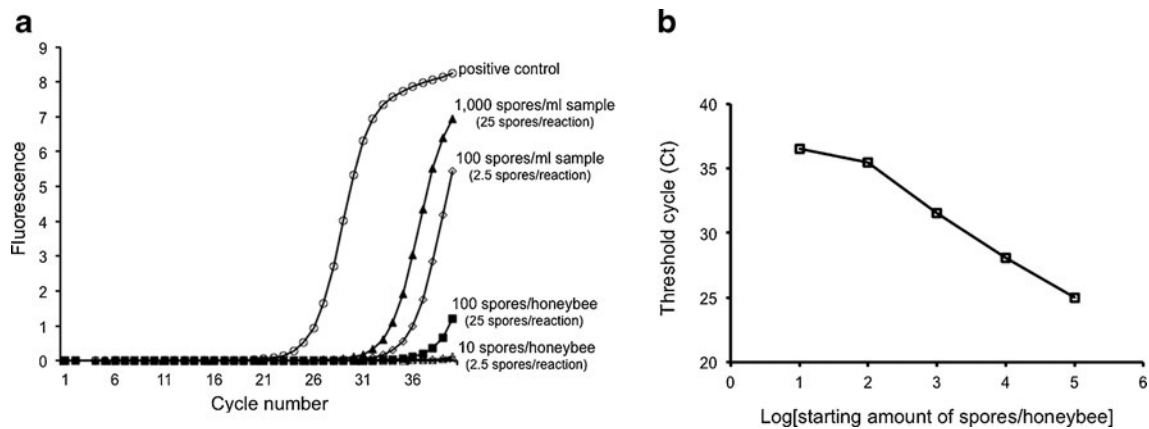 a
9
8
7
6
5
4
3
2
1
0
Fluorescence
1 6 11 16 21 26 31 36
Cycle number
positive control
1,000 spores/ml sample
(25 spores/reaction)
100 spores/ml sample
(2.5 spores/reaction)
100 spores/honeybee
(25 spores/reaction)
10 spores/honeybee
(2.5 spores/reaction)
b
40
35
30
25
20
Threshold cycle (Ct)
0 1 2 3 4 5 6
Log[starting amount of spores/honeybee]